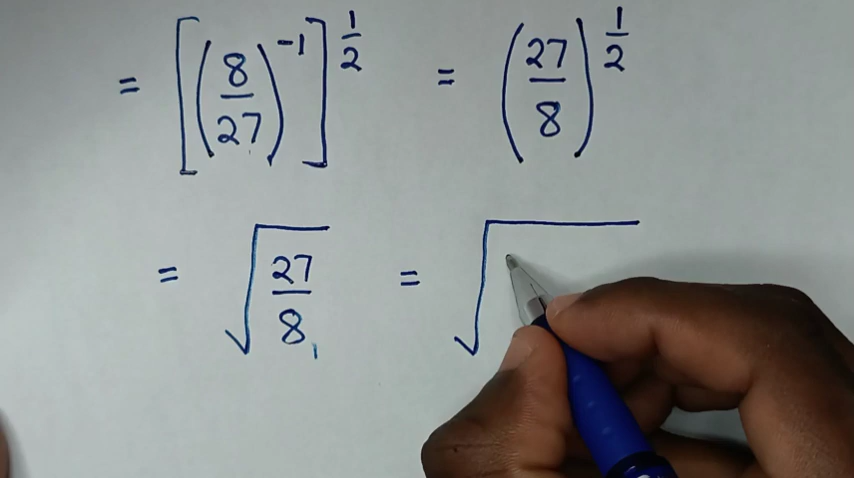 = [(8/27)^-1]^1/2 = (27/8)^1/2
= √27/8 = √